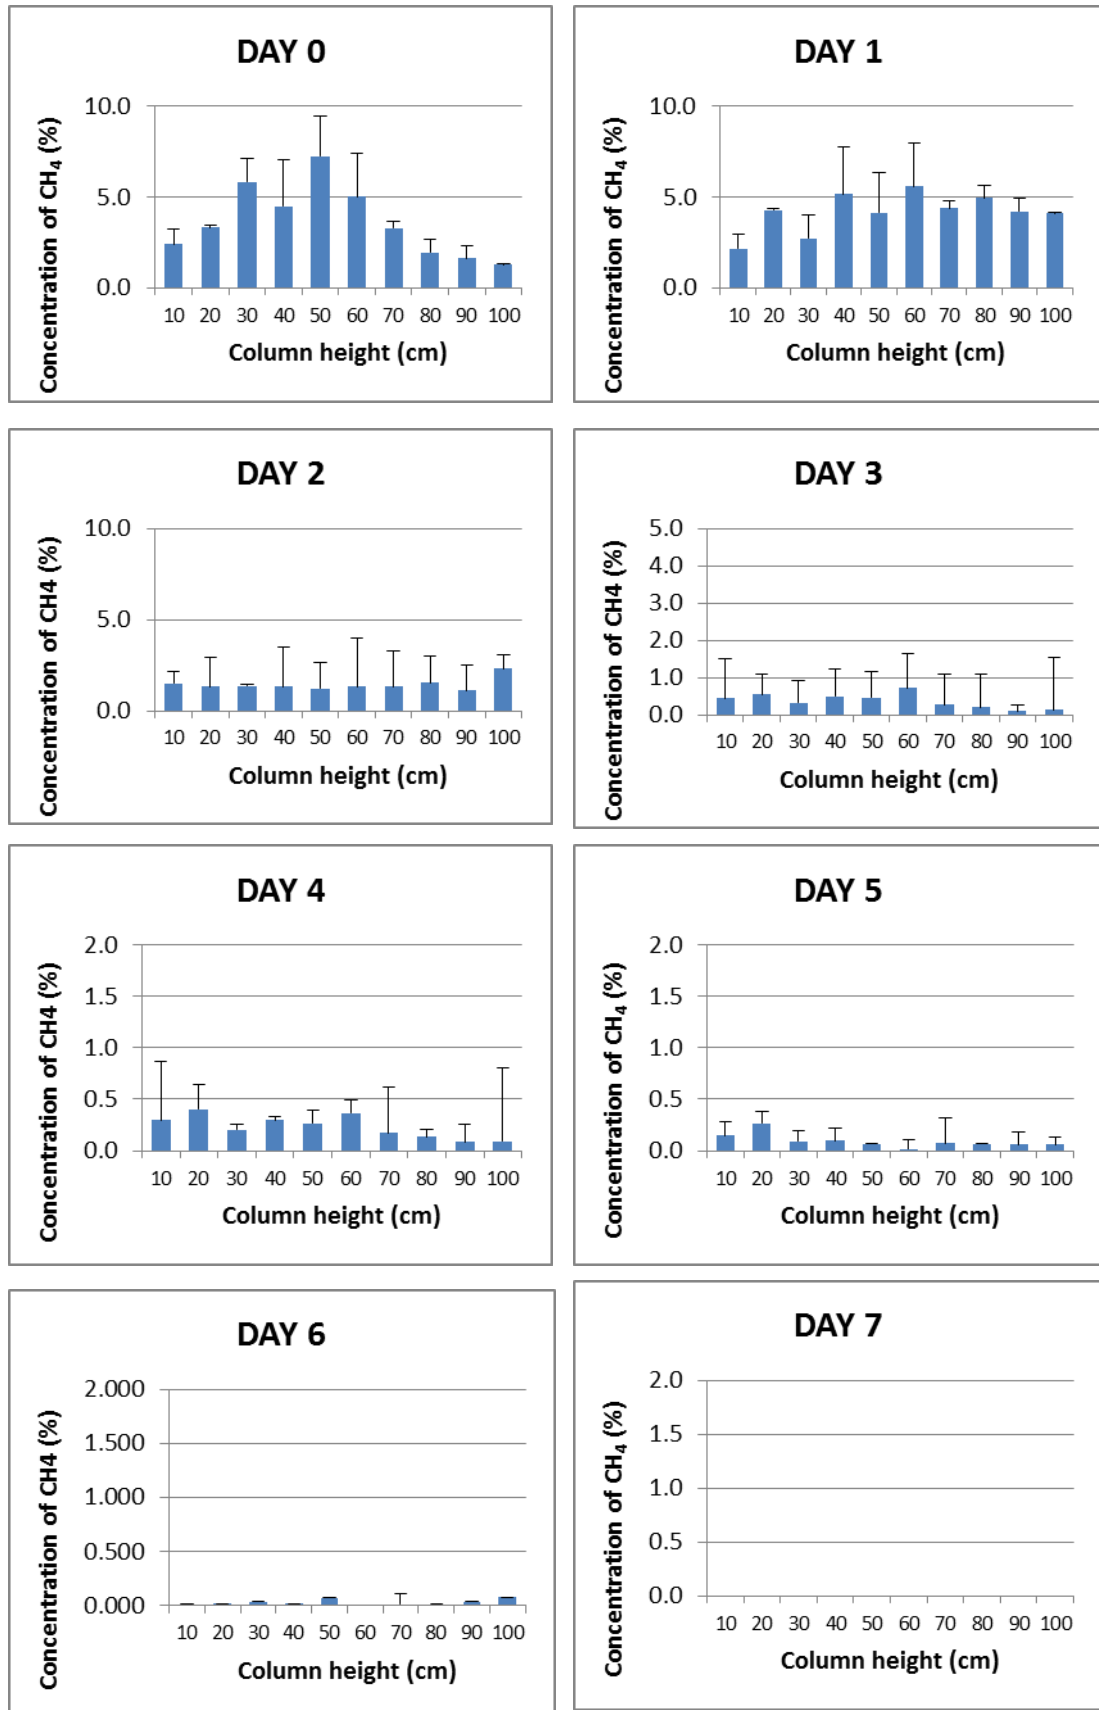 DAY 0
Concentration of CH₄ (%)
10.0
5.0
0.0
10 20 30 40 50 60 70 80 90 100
Column height (cm)
DAY 1
Concentration of CH₄ (%)
10.0
5.0
0.0
10 20 30 40 50 60 70 80 90 100
Column height (cm)
DAY 2
Concentration of CH4 (%)
10.0
5.0
0.0
10 20 30 40 50 60 70 80 90 100
Column height (cm)
DAY 3
Concentration of CH4 (%)
5.0
4.0
3.0
2.0
1.0
0.0
10 20 30 40 50 60 70 80 90 100
Column height (cm)
DAY 4
Concentration of CH4 (%)
2.0
1.5
1.0
0.5
0.0
10 20 30 40 50 60 70 80 90 100
Column height (cm)
DAY 5
Concentration of CH₄ (%)
2.0
1.5
1.0
0.5
0.0
10 20 30 40 50 60 70 80 90 100
Column height (cm)
DAY 6
Concentration of CH4 (%)
2.000
1.500
1.000
0.500
0.000
10 20 30 40 50 60 70 80 90 100
Column height (cm)
DAY 7
Concentration of CH₄ (%)
2.0
1.5
1.0
0.5
0.0
10 20 30 40 50 60 70 80 90 100
Column height (cm)